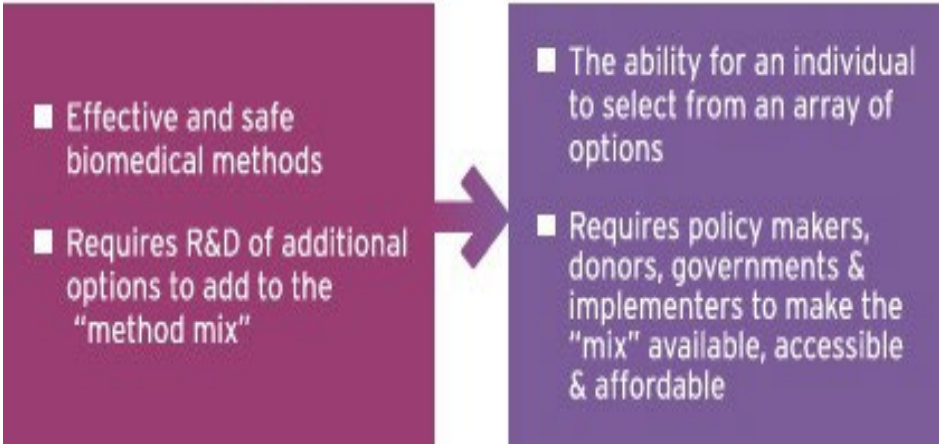 Effective and safe
biomedical methods
Requires R&D of additional
options to add to the
“method mix”
The ability for an individual
to select from an array of
options
Requires policy makers,
donors, governments &
implementers to make the
“mix” available, accessible
& affordable